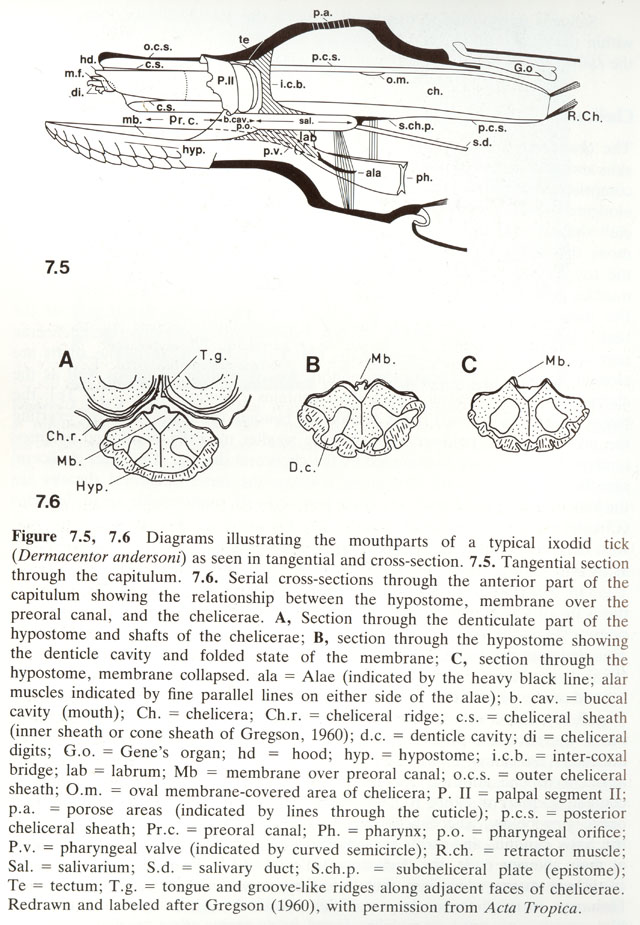 p.a.
te
o.c.s.
p.c.s.
hd.
c.s.
G.o
m.f.
P.II
i.c.b.
o.m.
ch.
di.
c.s.
R.Ch.
mb.
Pr.c.
b.cav.
sal.
s.ch.p.
p.c.s.
p.o.
lab
s.d.
hyp.
p.v.
ala
ph.
7.5
A
T.g.
B
Mb.
C
Mb.
Ch.r.
Mb.
D.c.
Hyp.
7.6
Figure 7.5, 7.6 Diagrams illustrating the mouthparts of a typical ixodid tick
(Dermacentor andersoni) as seen in tangential and cross-section. 7.5. Tangential section
through the capitulum. 7.6. Serial cross-sections through the anterior part of the
capitulum showing the relationship between the hypostome, membrane over the
preoral canal, and the chelicerae. A, Section through the denticulate part of the
hypostome and shafts of the chelicerae; B, section through the hypostome showing
the denticle cavity and folded state of the membrane; C, section through the
hypostome, membrane collapsed. ala = Alae (indicated by the heavy black line; alar
muscles indicated by fine parallel lines on either side of the alae); b. cav. = buccal
cavity (mouth); Ch. = chelicera; Ch.r. = cheliceral ridge; c.s. = cheliceral sheath
(inner sheath or cone sheath of Gregson, 1960); d.c. = denticle cavity; di = cheliceral
digits; G.o. = Gene's organ; hd = hood; hyp. = hypostome; i.c.b. = inter-coxal
bridge; lab = labrum; Mb = membrane over preoral canal; o.c.s. = outer cheliceral
sheath; O.m. = oval membrane-covered area of chelicera; P. II = palpal segment II;
p.a. = porose areas (indicated by lines through the cuticle); p.c.s. = posterior
cheliceral sheath; Pr.c. = preoral canal; Ph. = pharynx; p.o. = pharyngeal orifice;
P.v. = pharyngeal valve (indicated by curved semicircle); R.ch. = retractor muscle;
Sal. = salivarium; S.d. = salivary duct; S.ch.p. = subcheliceral plate (epistome);
Te = tectum; T.g. = tongue and groove-like ridges along adjacent faces of chelicerae.
Redrawn and labeled after Gregson (1960), with permission from Acta Tropica.